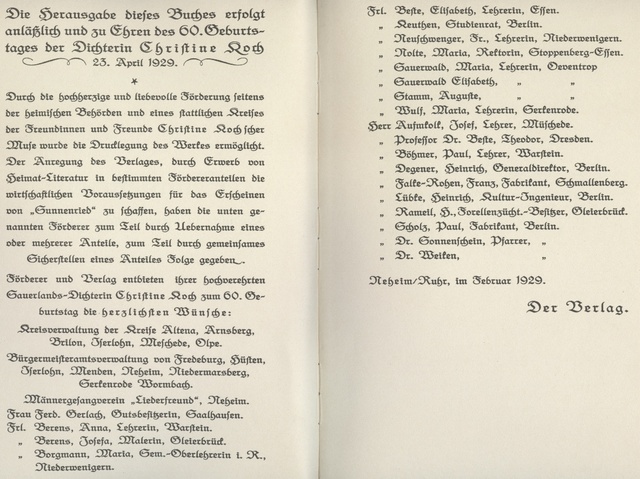 Die Herausgabe dieses Buches erfolgt
anläßlich und zu Ehren des 60. Geburts-
tages der Dichterin Christine Koch
23. April 1929.
*
Durch die hochherzige und liebevolle Förderung seitens
der heimischen Behörden und eines stattlichen Kreises
der Freundinnen und Freunde Christine Koch'scher
Muse wurde die Drucklegung des Werkes ermöglicht.
Der Anregung des Verlages, durch Erwerb von
Heimat-Literatur in bestimmten Fördereranteilen die
wirtschaftlichen Voraussetzungen für das Erscheinen
von „Sunnenried" zu schaffen, haben die unten ge-
nannten Förderer zum Teil durch Uebernahme eines
oder mehrerer Anteile, zum Teil durch gemeinsames
Sicherstellen eines Anteiles Folge gegeben.
Förderer und Verlag entbieten ihrer hochverehrten
Sauerlands-Dichterin Christine Koch zum 60. Ge-
burtstag die herzlichsten Wünsche:
Kreisverwaltung der Kreise Altena, Arnsberg,
Brilon, Iserlohn, Meschede, Olpe.
Bürgermeisteramtsverwaltung von Fredeburg, Hüsten,
Iserlohn, Menden, Neheim, Niedermarsberg,
Serkenrode Wormbach.
Männergesangverein „Liederfreund", Neheim.
Frau Ferd. Gerlach, Gutsbesitzerin, Saalhausen.
Frl. Berens, Anna, Lehrerin, Warstein.
„ Berens, Josefa, Malerin, Gleierbrück.
„ Borgmann, Maria, Sem.-Oberlehrerin i. R.,
Niederwenigern.
Frl. Beste, Elisabeth, Lehrerin, Essen.
„ Keuthen, Studienrat, Berlin.
„ Neuschwenger, Fr., Lehrerin, Niederwenigern.
„ Nolte, Maria, Rektorin, Stoppenberg-Essen.
„ Sauerwald, Maria, Lehrerin, Oeventrop
„ Sauerwald Elisabeth, „ „
„ Stamm, Auguste, „ „
„ Wulf, Maria, Lehrerin, Serkenrode.
Herr Aufmkolk, Josef, Lehrer, Müschede.
„ Professor Dr. Beste, Theodor, Dresden.
„ Böhmer, Paul, Lehrer, Warstein.
„ Degener, Heinrich, Generaldirektor, Berlin.
„ Falke-Rohen, Franz, Fabrikant, Schmallenberg.
„ Lübke, Heinrich, Kultur-Ingenieur, Berlin.
„ Rameil, H., Forellenzücht.-Besitzer, Gleierbrück.
„ Scholz, Paul, Fabrikant, Berlin.
„ Dr. Sonnenschein, Pfarrer, „
„ Dr. Weiken, „
Neheim/Ruhr, im Februar 1929.
Der Verlag.